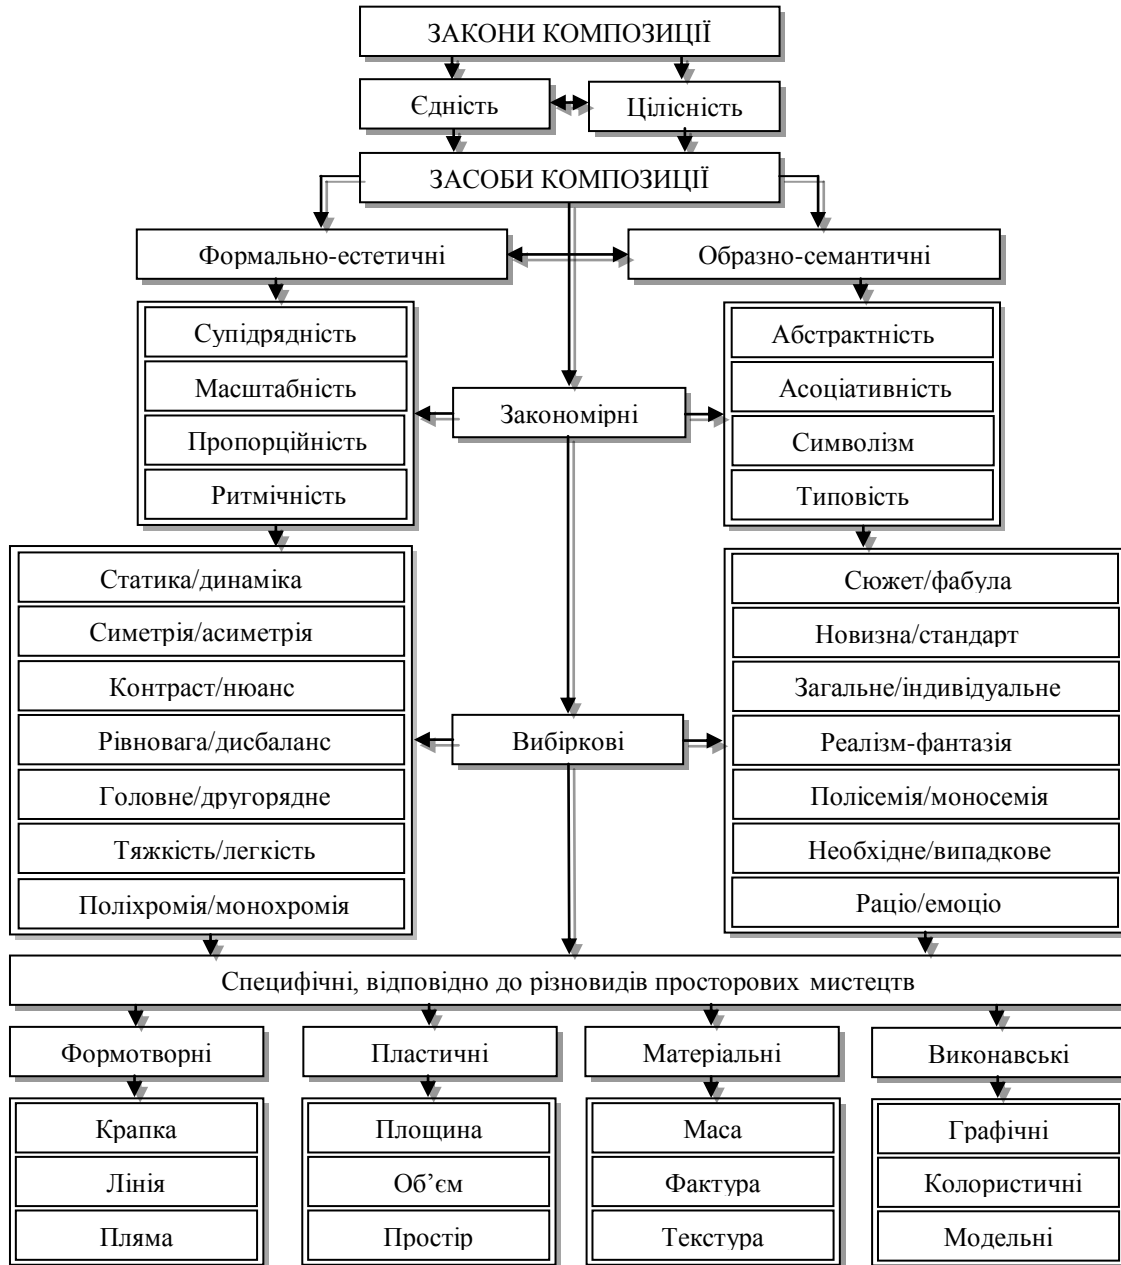 ЗАКОНИ КОМПОЗИЦІЇ
Єдність
Цілісність
ЗАСОБИ КОМПОЗИЦІЇ
Формально-естетичні
Образно-семантичні
Супідрядність
Масштабність
Пропорційність
Ритмічність
Закономірні
Абстрактність
Асоціативність
Символізм
Типовість
Статика/динаміка
Симетрія/асиметрія
Контраст/нюанс
Рівновага/дисбаланс
Головне/другорядне
Тяжкість/легкість
Поліхромія/монохромія
Вибіркові
Сюжет/фабула
Новизна/стандарт
Загальне/індивідуальне
Реалізм-фантазія
Полісемія/моносемія
Необхідне/випадкове
Раціо/емоціо
Специфічні, відповідно до різновидів просторових мистецтв
Формотворні
Пластичні
Матеріальні
Виконавські
Крапка
Лінія
Пляма
Площина
Об’єм
Простір
Маса
Фактура
Текстура
Графічні
Колористичні
Модельні